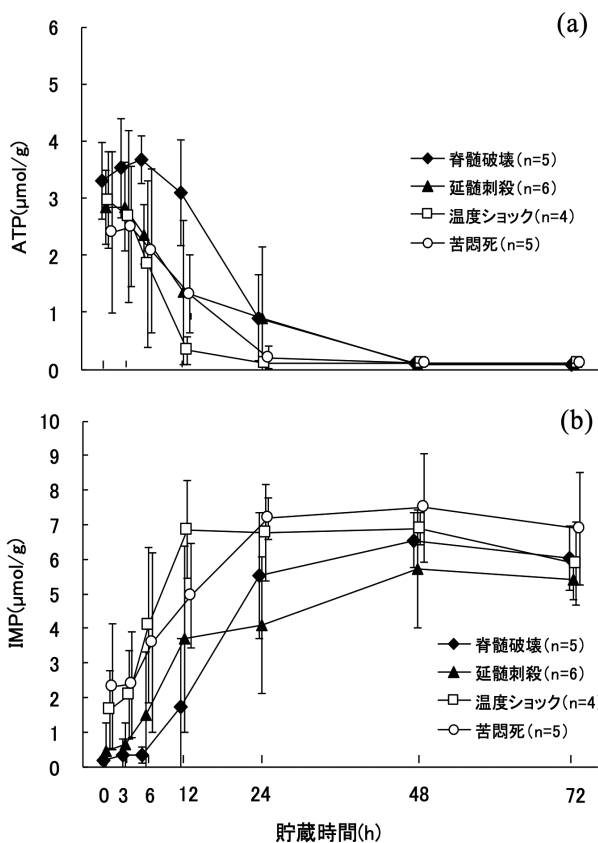 (a)
6
5
4
3
2
1
0
ATP(μmol/g)
脊髄破壊(n=5)
延髄刺殺(n=6)
温度ショック(n=4)
苦悶死(n=5)
(b)
10
9
8
7
6
5
4
3
2
1
0
IMP(μmol/g)
脊髄破壊(n=5)
延髄刺殺(n=6)
温度ショック(n=4)
苦悶死(n=5)
0 3 6 12 24 48 72
貯蔵時間(h)